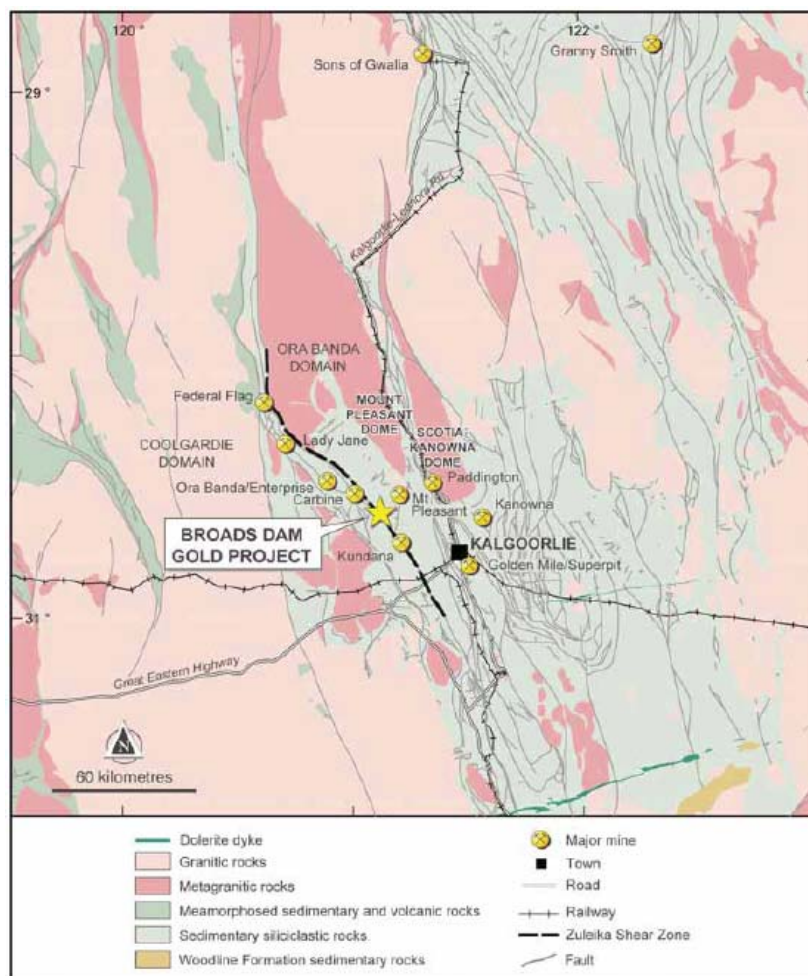 120 °
122 °
Sons of Gwalia
Granny Smith
29°
Kalgoorlie-Leonora Rd
ORA BANDA
DOMAIN
Federal Flag
MOUNT
PLEASANT
DOME
COOLGARDIE
DOMAIN
Lady Jane
SCOTIA-
KANOWNA
DOME
Paddington
Ora Banda/Enterprise
Carbine
Mt
Pleasant
Kanowna
BROADS DAM
GOLD PROJECT
Kundana
KALGOORLIE
Golden Mile/Superpit
31°
Great Eastern Highway
N
60 kilometres
Dolerite dyke
Granitic rocks
Metagranitic rocks
Meamorphosed sedimentary and volcanic rocks
Sedimentary siliciclastic rocks
Woodline Formation sedimentary rocks
Major mine
Town
Road
Railway
Zuleika Shear Zone
Fault